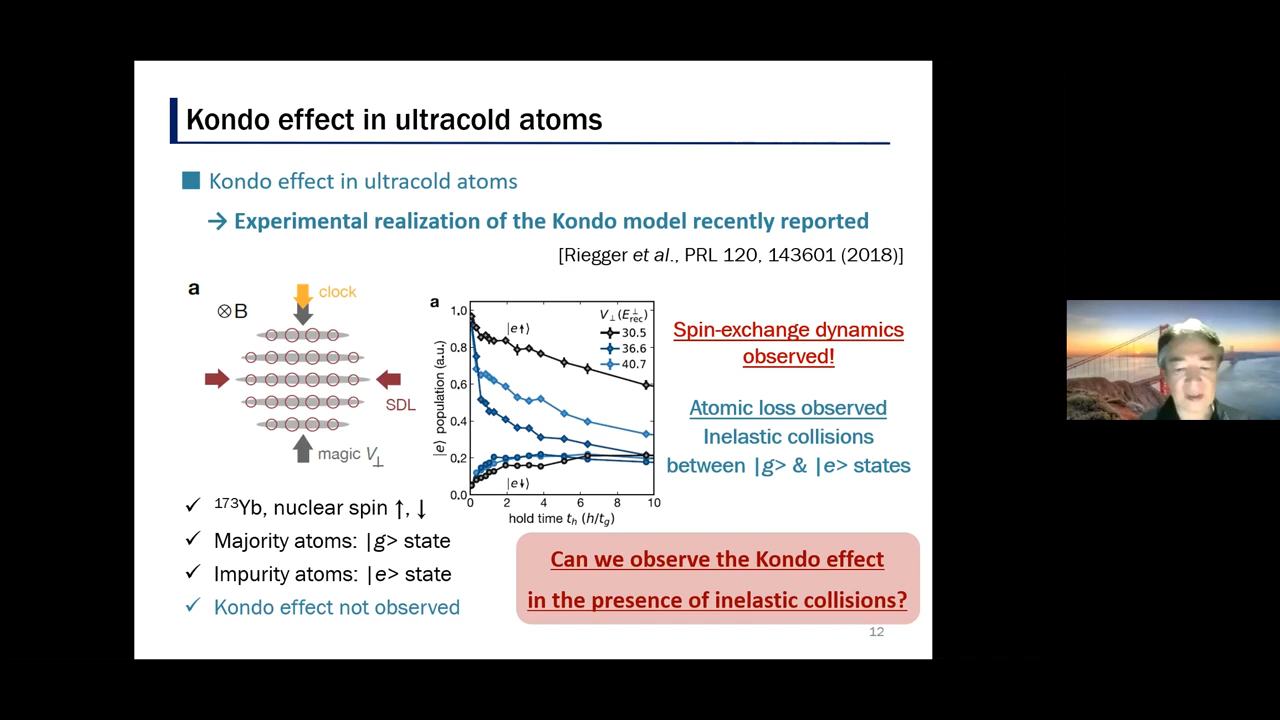 Kondo effect in ultracold atoms
Kondo effect in ultracold atoms
→ Experimental realization of the Kondo model recently reported
[Riegger et al., PRL 120, 143601 (2018)]
a
⊗B
clock
SDL
magic V⊥
a
|e⟩ population (a.u.)
1.0
0.8
0.6
0.4
0.2
0.0
|e↑⟩
V⊥(E⊥rec)
30.5
36.6
40.7
|e↓⟩
0 2 4 6 8 10
hold time th (h/tg)
Spin-exchange dynamics
observed!
Atomic loss observed
Inelastic collisions
between |g> & |e> states
✓ 173Yb, nuclear spin ↑, ↓
✓ Majority atoms: |g> state
✓ Impurity atoms: |e> state
✓ Kondo effect not observed
Can we observe the Kondo effect
in the presence of inelastic collisions?
12